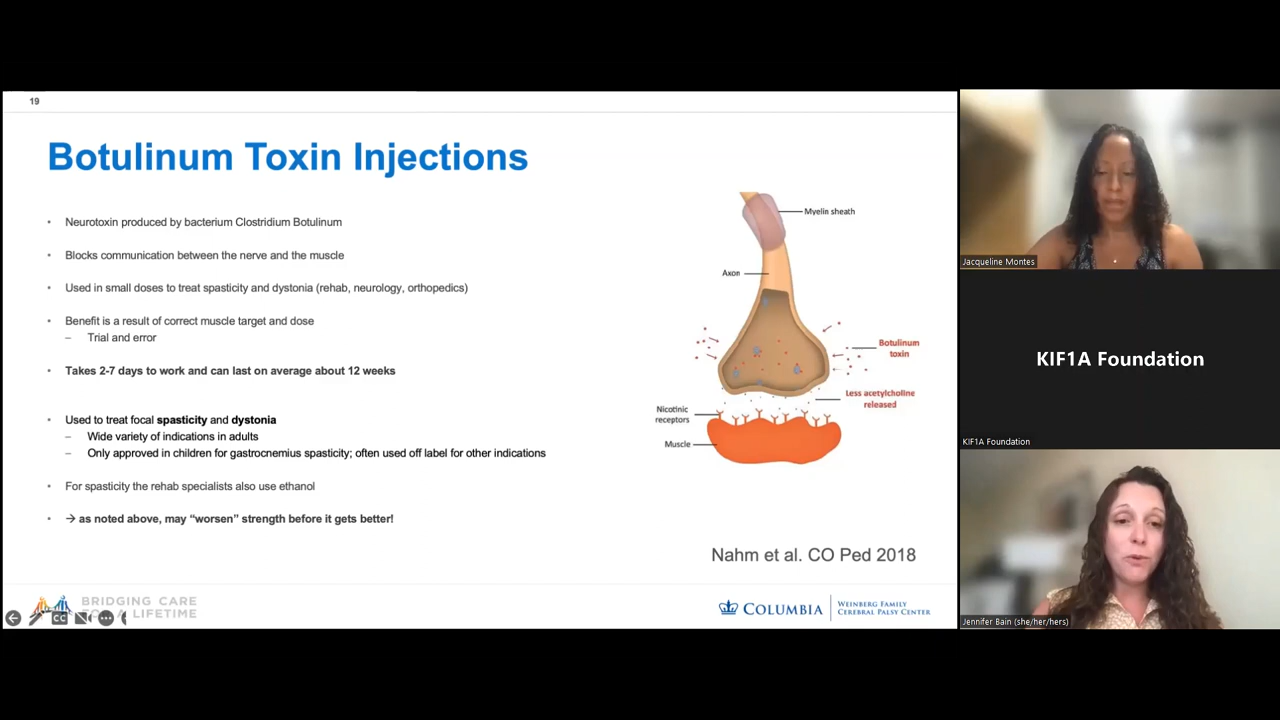 19
Botulinum Toxin Injections
• Neurotoxin produced by bacterium Clostridium Botulinum
• Blocks communication between the nerve and the muscle
• Used in small doses to treat spasticity and dystonia (rehab, neurology, orthopedics)
• Benefit is a result of correct muscle target and dose
– Trial and error
• Takes 2-7 days to work and can last on average about 12 weeks
• Used to treat focal spasticity and dystonia
– Wide variety of indications in adults
– Only approved in children for gastrocnemius spasticity; often used off label for other indications
• For spasticity the rehab specialists also use ethanol
• → as noted above, may “worsen” strength before it gets better!
Myelin sheath
Axon
Botulinum
toxin
Less acetylcholine
released
Nicotinic
receptors
Muscle
Nahm et al. CO Ped 2018
BRIDGING CARE
A LIFETIME
CC
COLUMBIA
WEINBERG FAMILY
CEREBRAL PALSY CENTER
Jacqueline Montes
KIF1A Foundation
KIF1A Foundation
Jennifer Bain (she/her/hers)